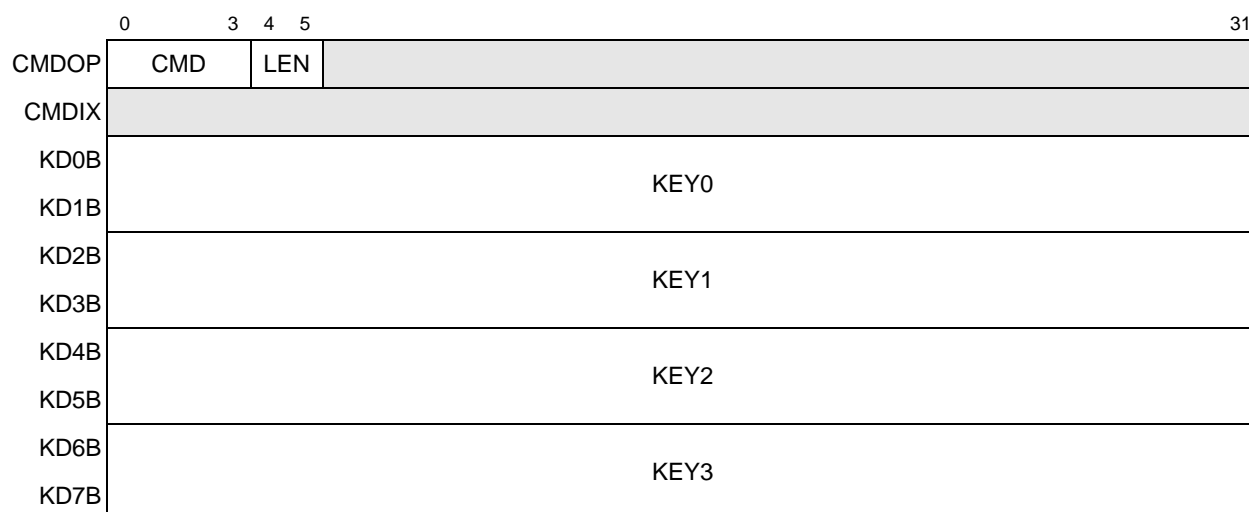 0 3 4 5 31
CMDOP CMD LEN
CMDIX
KD0B
KEY0
KD1B
KD2B
KEY1
KD3B
KD4B
KEY2
KD5B
KD6B
KEY3
KD7B